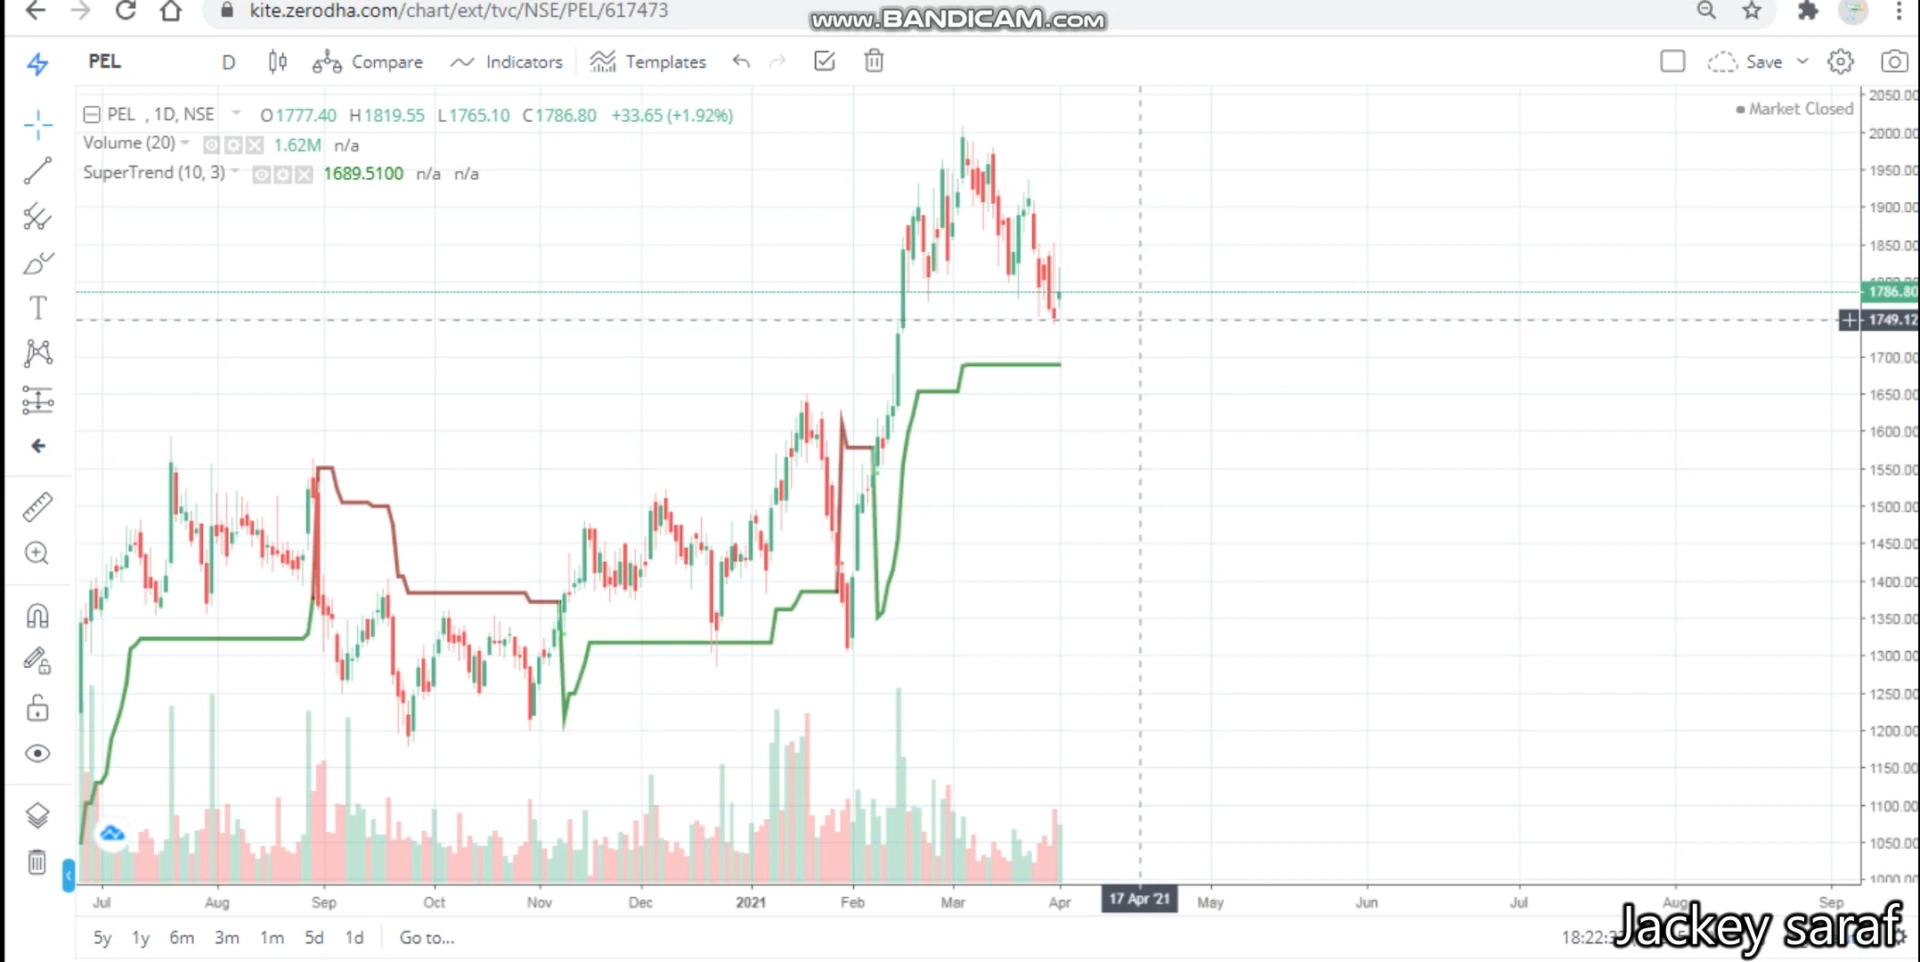 kite.zerodha.com/chart/ext/tvc/NSE/PEL/617473
www.BANDICAM.com
PEL D Compare Indicators Templates Save
PEL , 1D, NSE O1777.40 H1819.55 L1765.10 C1786.80 +33.65 (+1.92%)
Market Closed
Volume (20) 1.62M n/a
SuperTrend (10, 3) 1689.5100 n/a n/a
2050.00
2000.00
1950.00
1900.00
1850.00
1786.80
1749.12
1700.00
1650.00
1600.00
1550.00
1500.00
1450.00
1400.00
1350.00
1300.00
1250.00
1200.00
1150.00
1100.00
1050.00
1000.00
Jul Aug Sep Oct Nov Dec 2021 Feb Mar Apr 17 Apr '21 May Jun Jul Aug Sep
5y 1y 6m 3m 1m 5d 1d Go to...
Jackey saraf